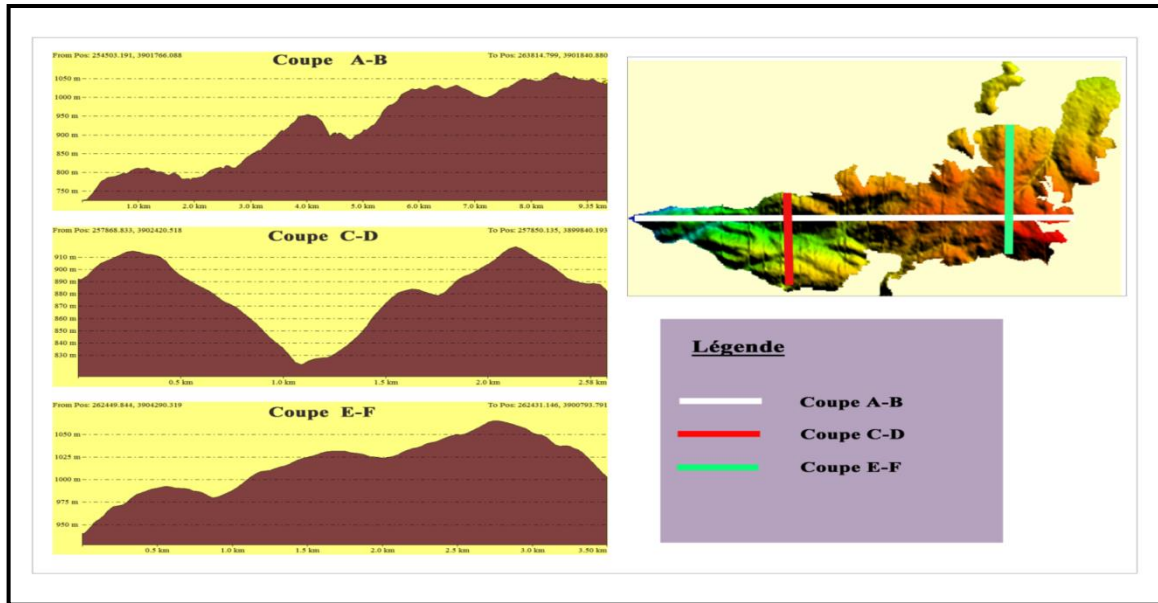 From Pos: 254503.191, 3901766.088 To Pos: 263814.799, 3901840.880
Coupe A-B
1050 m
1000 m
950 m
900 m
850 m
800 m
750 m
1.0 km 2.0 km 3.0 km 4.0 km 5.0 km 6.0 km 7.0 km 8.0 km 9.35 km
From Pos: 257868.833, 3902420.518 To Pos: 257850.135, 3899840.193
Coupe C-D
910 m
900 m
890 m
880 m
870 m
860 m
850 m
840 m
830 m
0.5 km 1.0 km 1.5 km 2.0 km 2.58 km
From Pos: 262449.844, 3904290.319 To Pos: 262431.146, 3900793.791
Coupe E-F
1050 m
1025 m
1000 m
975 m
950 m
0.5 km 1.0 km 1.5 km 2.0 km 2.5 km 3.0 km 3.50 km
Légende
Coupe A-B
Coupe C-D
Coupe E-F